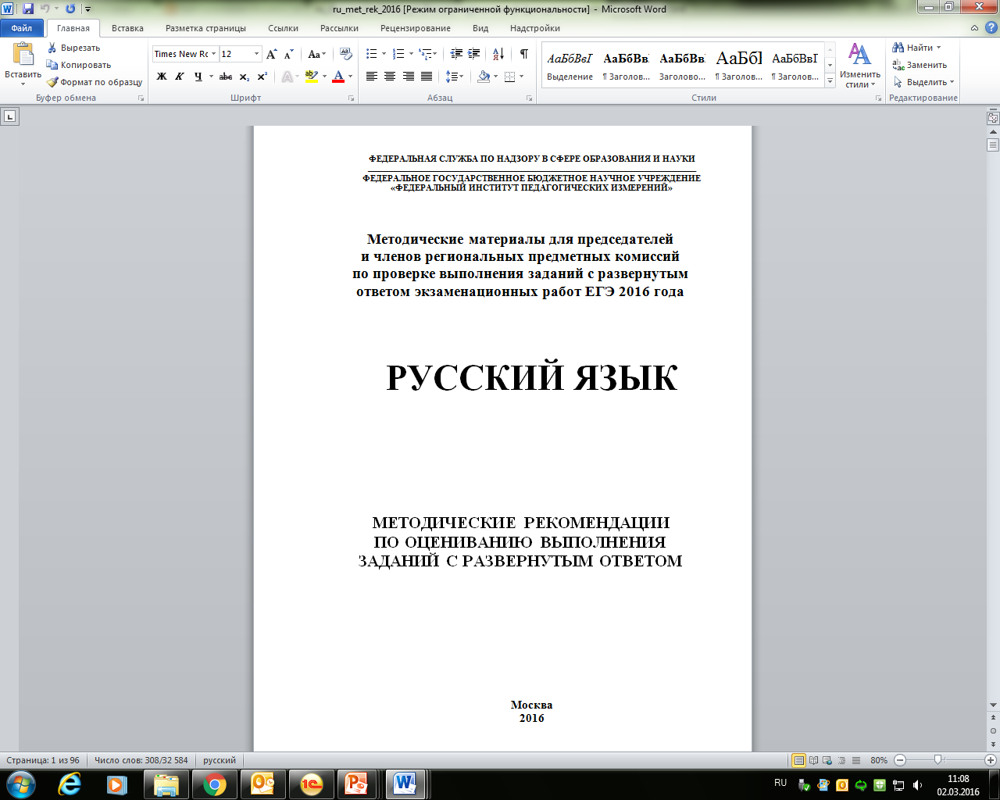 ru_met_rek_2016 [Режим ограниченной функциональности] - Microsoft Word
Файл Главная Вставка Разметка страницы Ссылки Рассылки Рецензирование Вид Надстройки
Вставить
Вырезать
Копировать
Формат по образцу
Буфер обмена
Times New Rc 12
Ж К Ч abc x₂ x²
Шрифт
Абзац
АаБбВвІ АаБбВв АаБбВв АаБбІ АаБбВвГ
Выделение ¶ Заголов... Заголово... ¶ Заголов... ¶ Заголов...
Стили
Изменить
стили
Найти
Заменить
Выделить
Редактирование
ФЕДЕРАЛЬНАЯ СЛУЖБА ПО НАДЗОРУ В СФЕРЕ ОБРАЗОВАНИЯ И НАУКИ
ФЕДЕРАЛЬНОЕ ГОСУДАРСТВЕННОЕ БЮДЖЕТНОЕ НАУЧНОЕ УЧРЕЖДЕНИЕ
«ФЕДЕРАЛЬНЫЙ ИНСТИТУТ ПЕДАГОГИЧЕСКИХ ИЗМЕРЕНИЙ»
Методические материалы для председателей
и членов региональных предметных комиссий
по проверке выполнения заданий с развернутым
ответом экзаменационных работ ЕГЭ 2016 года
РУССКИЙ ЯЗЫК
МЕТОДИЧЕСКИЕ РЕКОМЕНДАЦИИ
ПО ОЦЕНИВАНИЮ ВЫПОЛНЕНИЯ
ЗАДАНИЙ С РАЗВЕРНУТЫМ ОТВЕТОМ
Москва
2016
Страница: 1 из 96 Число слов: 308/32 584 русский 80%
RU
11:08
02.03.2016